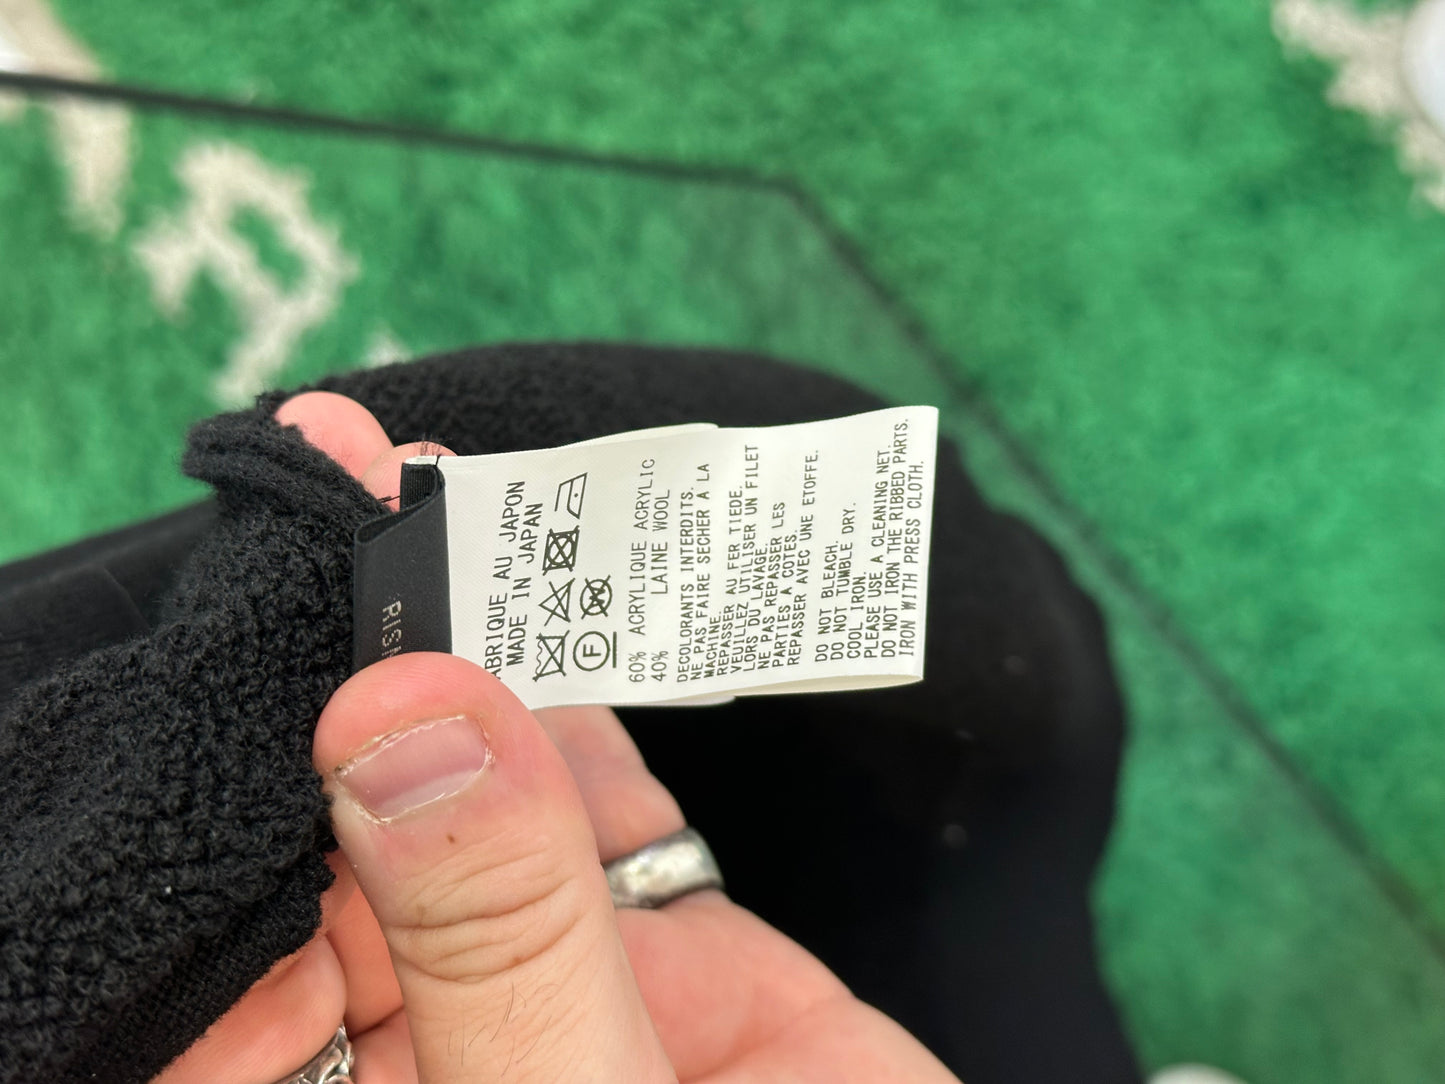 ABRIQUE AU JAPON
MADE IN JAPAN
F
W
60% ACRYLIQUE ACRYLIC
40% LAINE WOOL
DECOLORANTS INTERDITS.
NE PAS FAIRE SECHER A LA
MACHINE.
REPASSER AU FER TIEDE.
VEUILLEZ UTILISER UN FILET
LORS DU LAVAGE.
NE PAS REPASSER LES
PARTIES A COTES.
REPASSER AVEC UNE ETOFFE.
DO NOT BLEACH.
DO NOT TUMBLE DRY.
COOL IRON.
PLEASE USE A CLEANING NET.
DO NOT IRON THE RIBBED PARTS.
IRON WITH PRESS CLOTH.